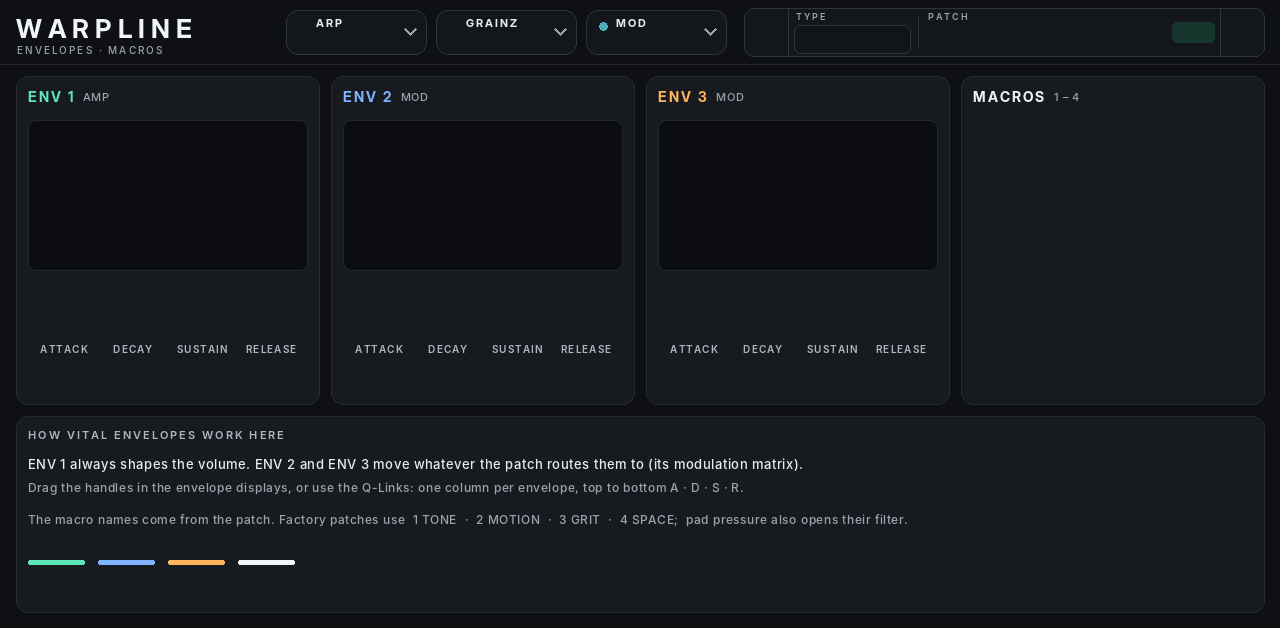 WARPLINE
ENVELOPES · MACROS
ARP
GRAINZ
MOD
TYPE
PATCH
ENV 1 AMP
ENV 2 MOD
ENV 3 MOD
MACROS 1 – 4
ATTACK DECAY SUSTAIN RELEASE
ATTACK DECAY SUSTAIN RELEASE
ATTACK DECAY SUSTAIN RELEASE
HOW VITAL ENVELOPES WORK HERE
ENV 1 always shapes the volume. ENV 2 and ENV 3 move whatever the patch routes them to (its modulation matrix).
Drag the handles in the envelope displays, or use the Q-Links: one column per envelope, top to bottom A · D · S · R.
The macro names come from the patch. Factory patches use 1 TONE · 2 MOTION · 3 GRIT · 4 SPACE; pad pressure also opens their filter.